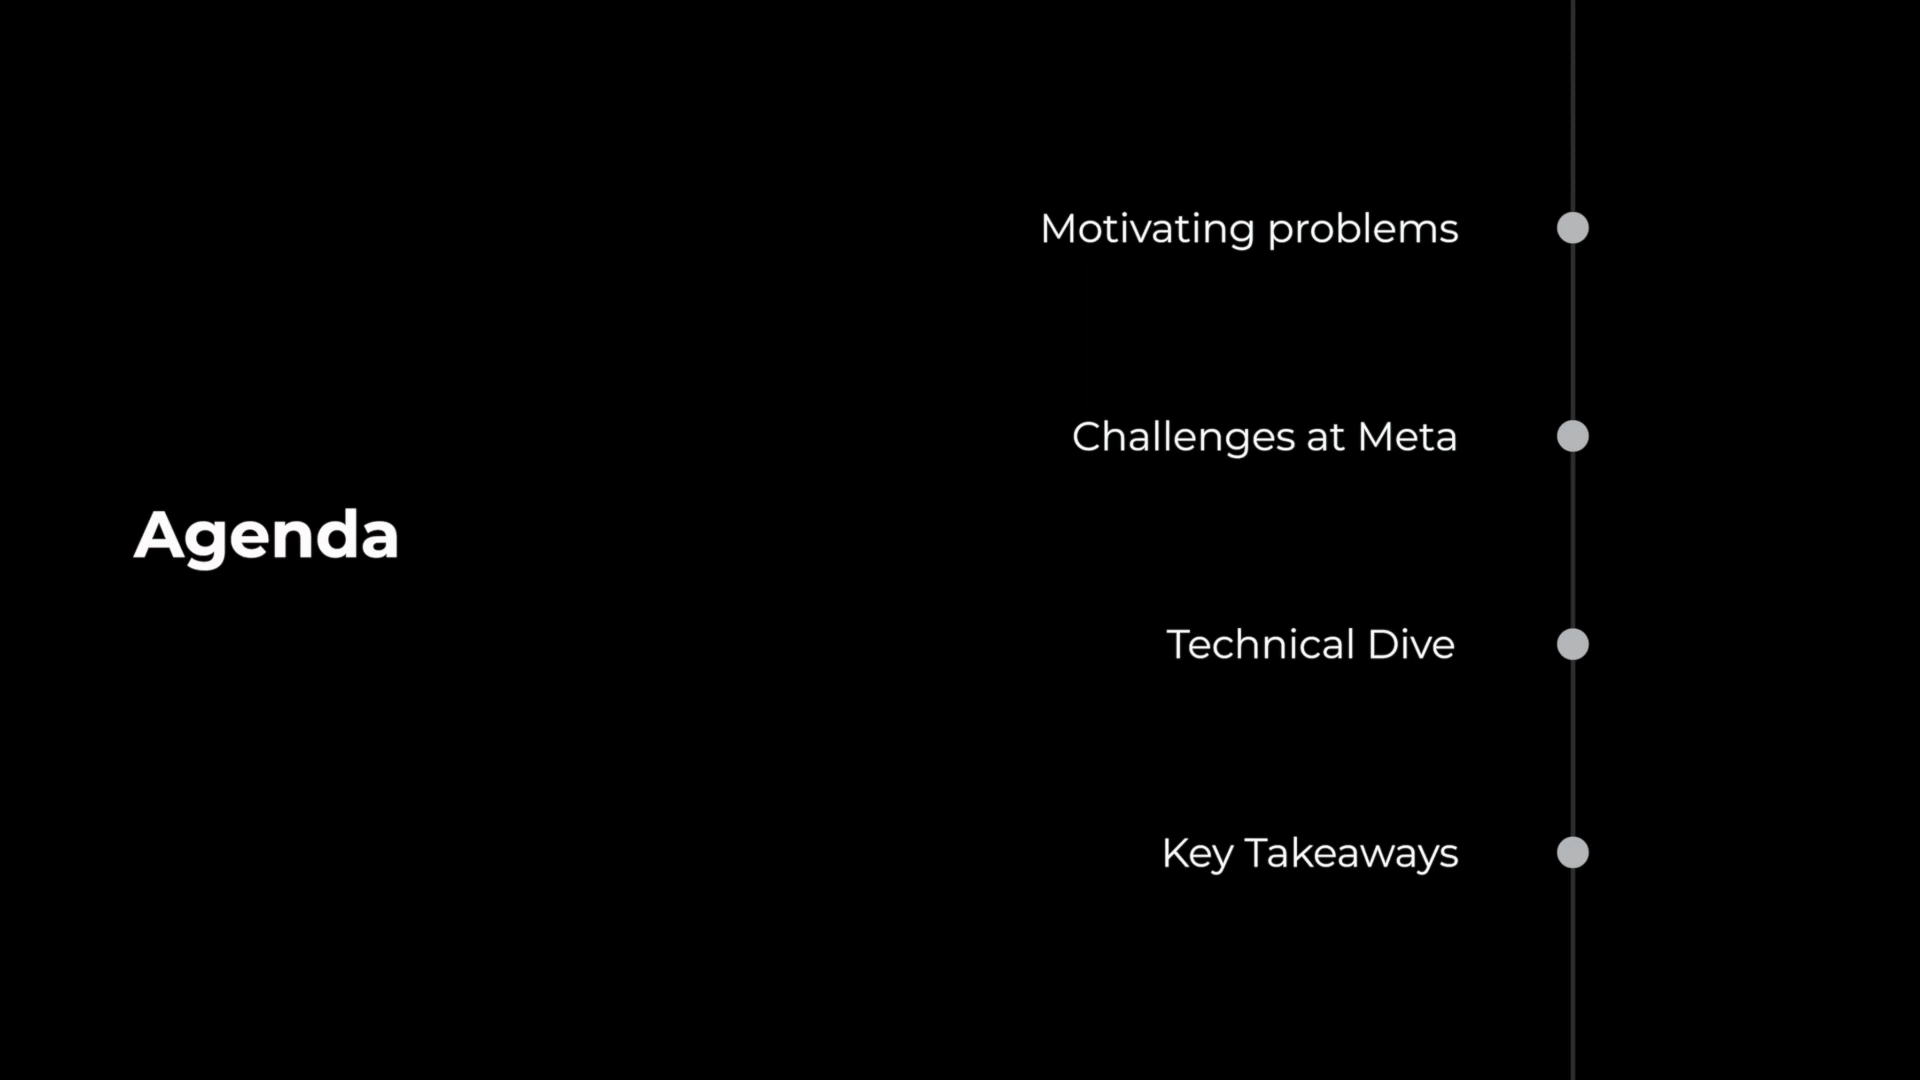 Agenda
Motivating problems
Challenges at Meta
Technical Dive
Key Takeaways